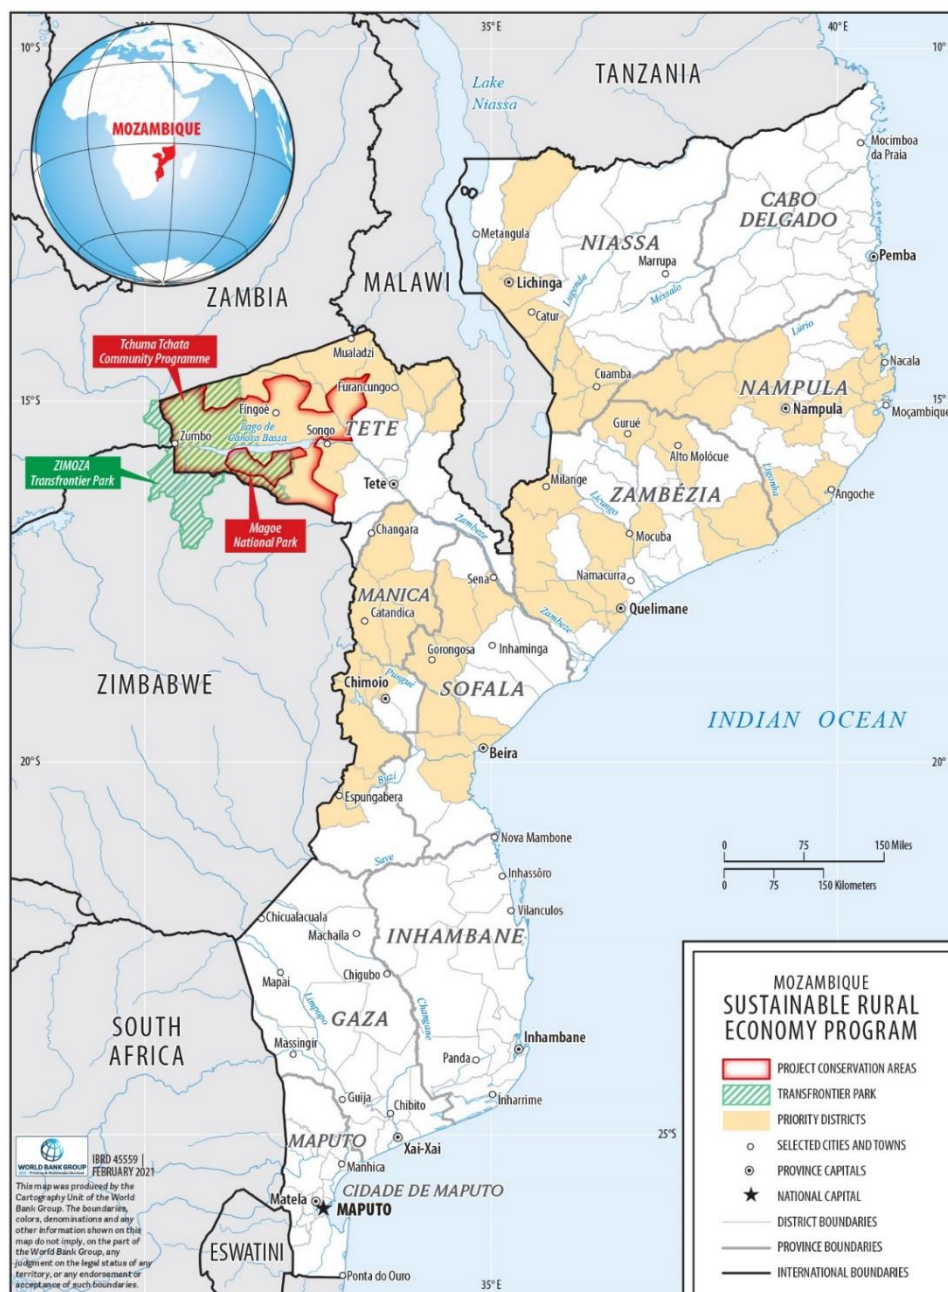 10°S
35°E
40°E
10°
TANZANIA
Lake
Niassa
MOZAMBIQUE
Mocimboa
da Praia
CABO
DELGADO
Metangula
NIASSA
Marrupa
Pemba
MALAWI
Lichinga
Lugenda
Messalo
ZAMBIA
Catur
Tchuma Tchata
Community Programme
Mualadzi
Lúrio
Nacala
Furancungo
Cuamba
NAMPULA
15°S
15°
Fingoè
Nampula
Moçambique
Lago de
Cahora Bassa
TETE
Gurué
Zumbo
Songo
Alto Molócue
ZIMOZA
Transfrontier Park
Tete
Milange
ZAMBÉZIA
Ligonha
Angoche
Licungo
Magoe
National Park
Changara
Zambeze
Mocuba
Sena
Namacurra
MANICA
Catandica
Quelimane
Zambeze
Gorongosa
Inhaminga
Chimoio
Pungué
ZIMBABWE
SOFALA
INDIAN OCEAN
Beira
20°S
20°
Buzi
Espungabera
Nova Mambone
0 75 150 Miles
0 75 150 Kilometers
Save
Inhassôro
Chicualacuala
Vilanculos
Machaíla
INHAMBANE
Mapai
Chigubo
Limpopo
Changane
SOUTH
AFRICA
GAZA
Massingir
Inhambane
Panda
Guija
Chibito
Inharrime
MAPUTO
Xai-Xai
25°S
Manhica
CIDADE DE MAPUTO
Matela
MAPUTO
ESWATINI
Ponta do Ouro
35°E
MOZAMBIQUE
SUSTAINABLE RURAL
ECONOMY PROGRAM
PROJECT CONSERVATION AREAS
TRANSFRONTIER PARK
PRIORITY DISTRICTS
SELECTED CITIES AND TOWNS
PROVINCE CAPITALS
NATIONAL CAPITAL
DISTRICT BOUNDARIES
PROVINCE BOUNDARIES
INTERNATIONAL BOUNDARIES
WORLD BANK GROUP
IBRD 45559 |
FEBRUARY 2021
This map was produced by the
Cartography Unit of the World
Bank Group. The boundaries,
colors, denominations and any
other information shown on this
map do not imply, on the part of
the World Bank Group, any
judgment on the legal status of any
territory, or any endorsement or
acceptance of such boundaries.